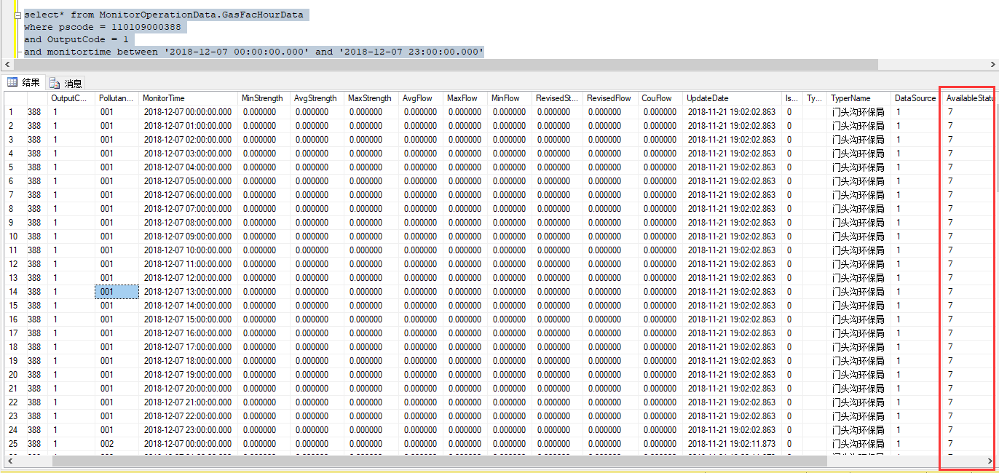 select* from MonitorOperationData.GasFacHourData
where pscode = 110109000388
and OutputCode = 1
and monitortime between '2018-12-07 00:00:00.000' and '2018-12-07 23:00:00.000'
结果 消息
OutputC... Pollutan... MonitorTime MinStrength AvgStrength MaxStrength AvgFlow MaxFlow MinFlow RevisedSt... RevisedFlow CouFlow UpdateDate Is... Ty... TyperName DataSource AvailableStatu
1 388 1 001 2018-12-07 00:00:00.000 0.000000 0.000000 0.000000 0.000000 0.000000 0.000000 0.000000 0.000000 0.000000 2018-11-21 19:02:02.863 0 门头沟环保局 1 7
2 388 1 001 2018-12-07 01:00:00.000 0.000000 0.000000 0.000000 0.000000 0.000000 0.000000 0.000000 0.000000 0.000000 2018-11-21 19:02:02.863 0 门头沟环保局 1 7
3 388 1 001 2018-12-07 02:00:00.000 0.000000 0.000000 0.000000 0.000000 0.000000 0.000000 0.000000 0.000000 0.000000 2018-11-21 19:02:02.863 0 门头沟环保局 1 7
4 388 1 001 2018-12-07 03:00:00.000 0.000000 0.000000 0.000000 0.000000 0.000000 0.000000 0.000000 0.000000 0.000000 2018-11-21 19:02:02.863 0 门头沟环保局 1 7
5 388 1 001 2018-12-07 04:00:00.000 0.000000 0.000000 0.000000 0.000000 0.000000 0.000000 0.000000 0.000000 0.000000 2018-11-21 19:02:02.863 0 门头沟环保局 1 7
6 388 1 001 2018-12-07 05:00:00.000 0.000000 0.000000 0.000000 0.000000 0.000000 0.000000 0.000000 0.000000 0.000000 2018-11-21 19:02:02.863 0 门头沟环保局 1 7
7 388 1 001 2018-12-07 06:00:00.000 0.000000 0.000000 0.000000 0.000000 0.000000 0.000000 0.000000 0.000000 0.000000 2018-11-21 19:02:02.863 0 门头沟环保局 1 7
8 388 1 001 2018-12-07 07:00:00.000 0.000000 0.000000 0.000000 0.000000 0.000000 0.000000 0.000000 0.000000 0.000000 2018-11-21 19:02:02.863 0 门头沟环保局 1 7
9 388 1 001 2018-12-07 08:00:00.000 0.000000 0.000000 0.000000 0.000000 0.000000 0.000000 0.000000 0.000000 0.000000 2018-11-21 19:02:02.863 0 门头沟环保局 1 7
10 388 1 001 2018-12-07 09:00:00.000 0.000000 0.000000 0.000000 0.000000 0.000000 0.000000 0.000000 0.000000 0.000000 2018-11-21 19:02:02.863 0 门头沟环保局 1 7
11 388 1 001 2018-12-07 10:00:00.000 0.000000 0.000000 0.000000 0.000000 0.000000 0.000000 0.000000 0.000000 0.000000 2018-11-21 19:02:02.863 0 门头沟环保局 1 7
12 388 1 001 2018-12-07 11:00:00.000 0.000000 0.000000 0.000000 0.000000 0.000000 0.000000 0.000000 0.000000 0.000000 2018-11-21 19:02:02.863 0 门头沟环保局 1 7
13 388 1 001 2018-12-07 12:00:00.000 0.000000 0.000000 0.000000 0.000000 0.000000 0.000000 0.000000 0.000000 0.000000 2018-11-21 19:02:02.863 0 门头沟环保局 1 7
14 388 1 001 2018-12-07 13:00:00.000 0.000000 0.000000 0.000000 0.000000 0.000000 0.000000 0.000000 0.000000 0.000000 2018-11-21 19:02:02.863 0 门头沟环保局 1 7
15 388 1 001 2018-12-07 14:00:00.000 0.000000 0.000000 0.000000 0.000000 0.000000 0.000000 0.000000 0.000000 0.000000 2018-11-21 19:02:02.863 0 门头沟环保局 1 7
16 388 1 001 2018-12-07 15:00:00.000 0.000000 0.000000 0.000000 0.000000 0.000000 0.000000 0.000000 0.000000 0.000000 2018-11-21 19:02:02.863 0 门头沟环保局 1 7
17 388 1 001 2018-12-07 16:00:00.000 0.000000 0.000000 0.000000 0.000000 0.000000 0.000000 0.000000 0.000000 0.000000 2018-11-21 19:02:02.863 0 门头沟环保局 1 7
18 388 1 001 2018-12-07 17:00:00.000 0.000000 0.000000 0.000000 0.000000 0.000000 0.000000 0.000000 0.000000 0.000000 2018-11-21 19:02:02.863 0 门头沟环保局 1 7
19 388 1 001 2018-12-07 18:00:00.000 0.000000 0.000000 0.000000 0.000000 0.000000 0.000000 0.000000 0.000000 0.000000 2018-11-21 19:02:02.863 0 门头沟环保局 1 7
20 388 1 001 2018-12-07 19:00:00.000 0.000000 0.000000 0.000000 0.000000 0.000000 0.000000 0.000000 0.000000 0.000000 2018-11-21 19:02:02.863 0 门头沟环保局 1 7
21 388 1 001 2018-12-07 20:00:00.000 0.000000 0.000000 0.000000 0.000000 0.000000 0.000000 0.000000 0.000000 0.000000 2018-11-21 19:02:02.863 0 门头沟环保局 1 7
22 388 1 001 2018-12-07 21:00:00.000 0.000000 0.000000 0.000000 0.000000 0.000000 0.000000 0.000000 0.000000 0.000000 2018-11-21 19:02:02.863 0 门头沟环保局 1 7
23 388 1 001 2018-12-07 22:00:00.000 0.000000 0.000000 0.000000 0.000000 0.000000 0.000000 0.000000 0.000000 0.000000 2018-11-21 19:02:02.863 0 门头沟环保局 1 7
24 388 1 001 2018-12-07 23:00:00.000 0.000000 0.000000 0.000000 0.000000 0.000000 0.000000 0.000000 0.000000 0.000000 2018-11-21 19:02:02.863 0 门头沟环保局 1 7
25 388 1 002 2018-12-07 00:00:00.000 0.000000 0.000000 0.000000 0.000000 0.000000 0.000000 0.000000 0.000000 0.000000 2018-11-21 19:02:11.873 0 门头沟环保局 1 7